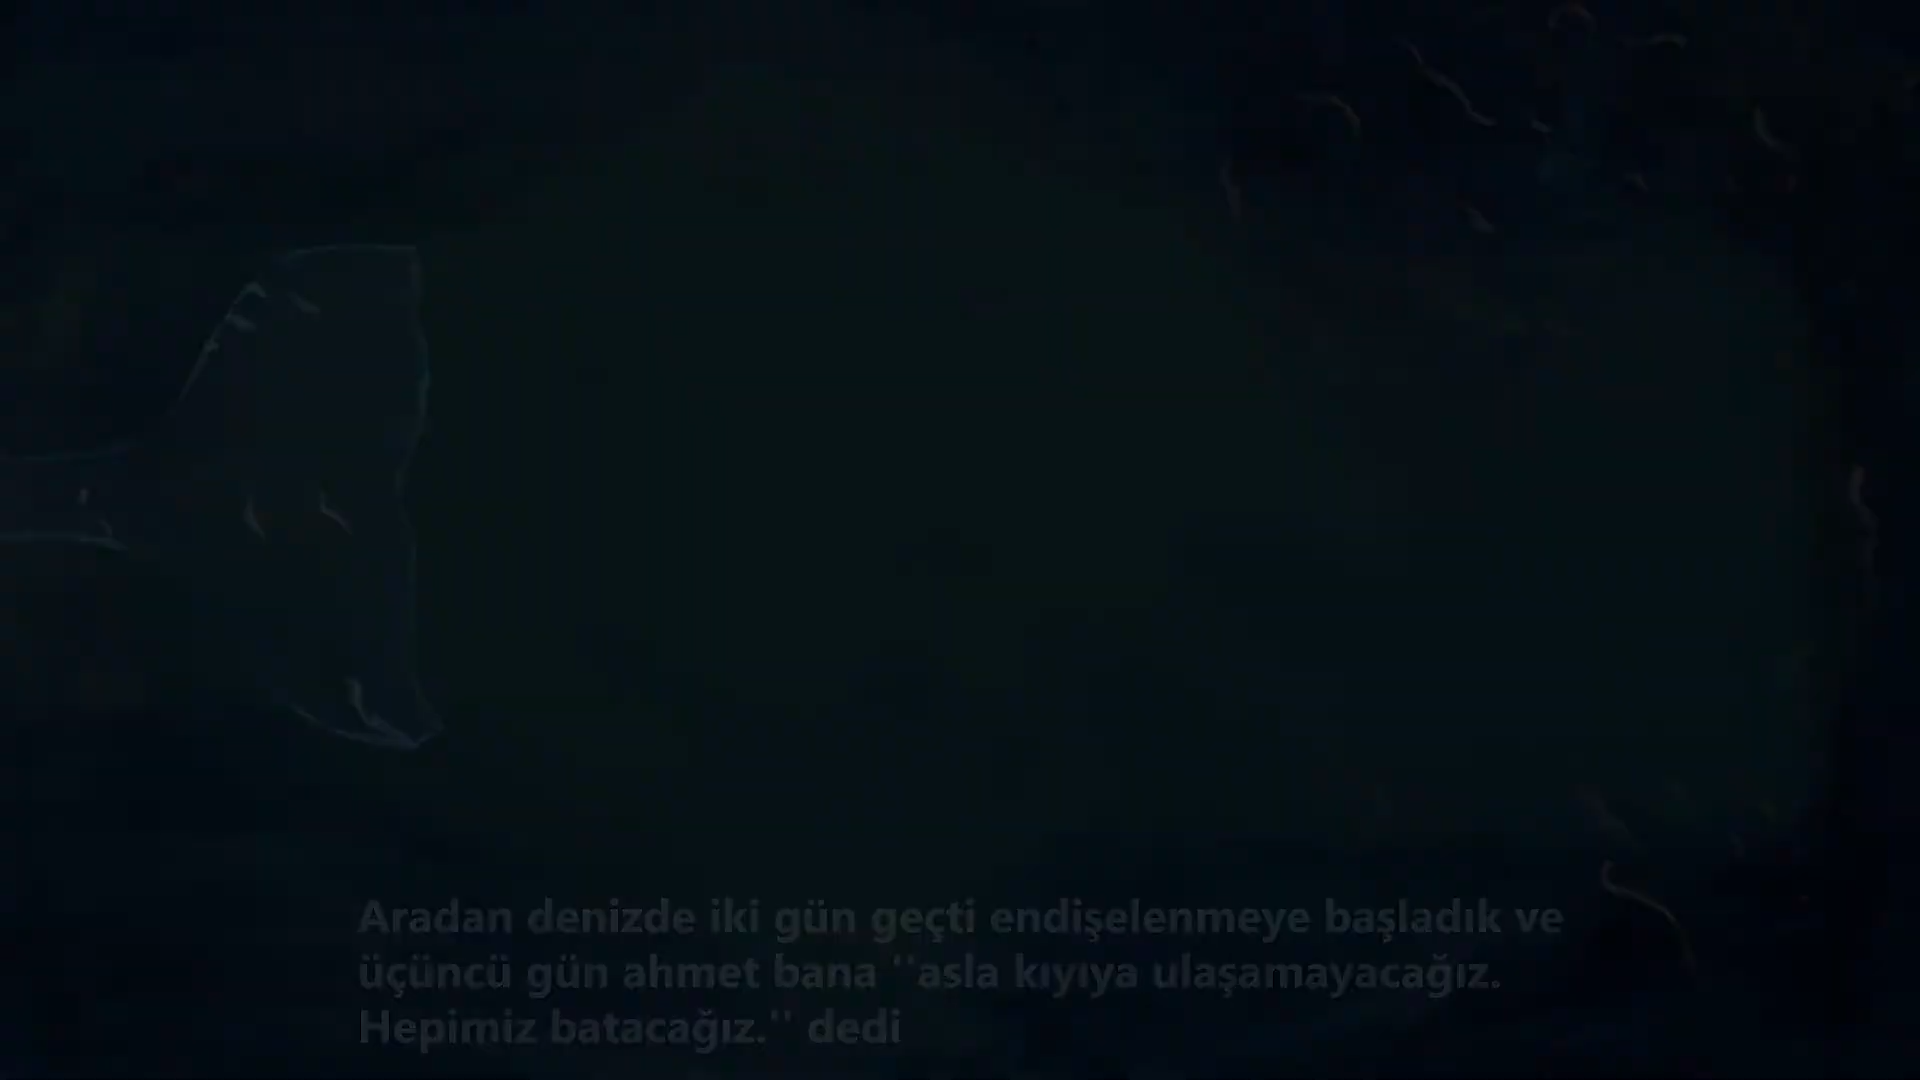 Aradan denizde iki gün geçti endişelenmeye başladık ve
üçüncü gün ahmet bana ''asla kıyıya ulaşamayacağız.
Hepimiz batacağız.'' dedi